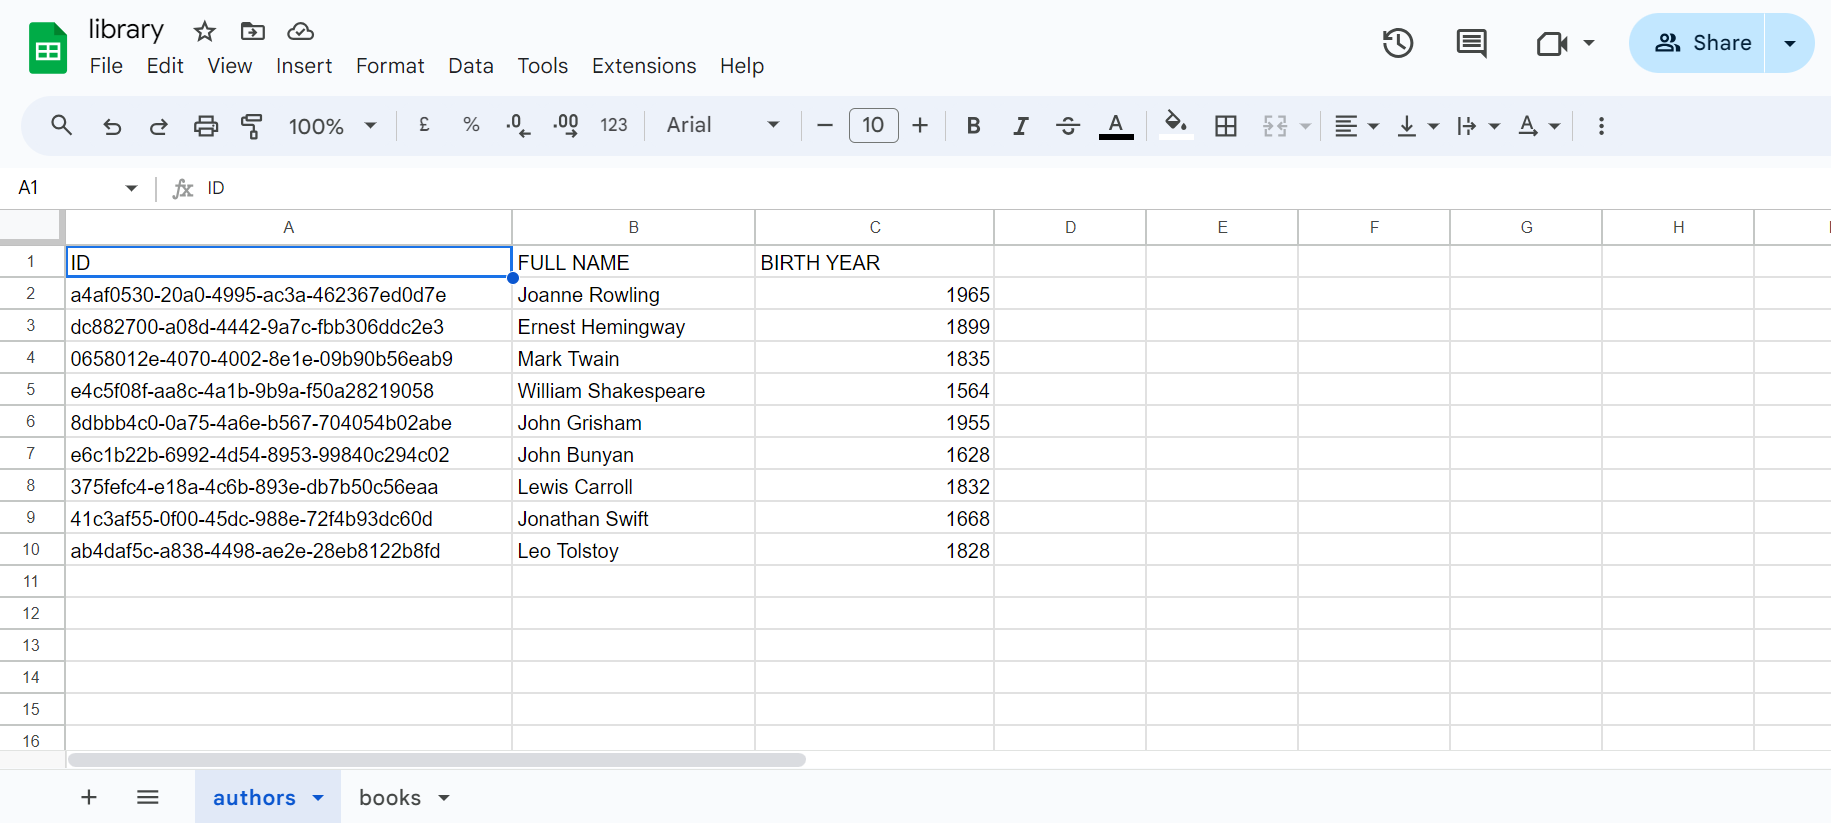 library
File Edit View Insert Format Data Tools Extensions Help
Share
100% £ % .0 .00 123 Arial 10 B I S A A
A1 fx ID
A B C D E F G H
1 ID FULL NAME BIRTH YEAR
2 a4af0530-20a0-4995-ac3a-462367ed0d7e Joanne Rowling 1965
3 dc882700-a08d-4442-9a7c-fbb306ddc2e3 Ernest Hemingway 1899
4 0658012e-4070-4002-8e1e-09b90b56eab9 Mark Twain 1835
5 e4c5f08f-aa8c-4a1b-9b9a-f50a28219058 William Shakespeare 1564
6 8dbbb4c0-0a75-4a6e-b567-704054b02abe John Grisham 1955
7 e6c1b22b-6992-4d54-8953-99840c294c02 John Bunyan 1628
8 375fefc4-e18a-4c6b-893e-db7b50c56eaa Lewis Carroll 1832
9 41c3af55-0f00-45dc-988e-72f4b93dc60d Jonathan Swift 1668
10 ab4daf5c-a838-4498-ae2e-28eb8122b8fd Leo Tolstoy 1828
11
12
13
14
15
16
authors books